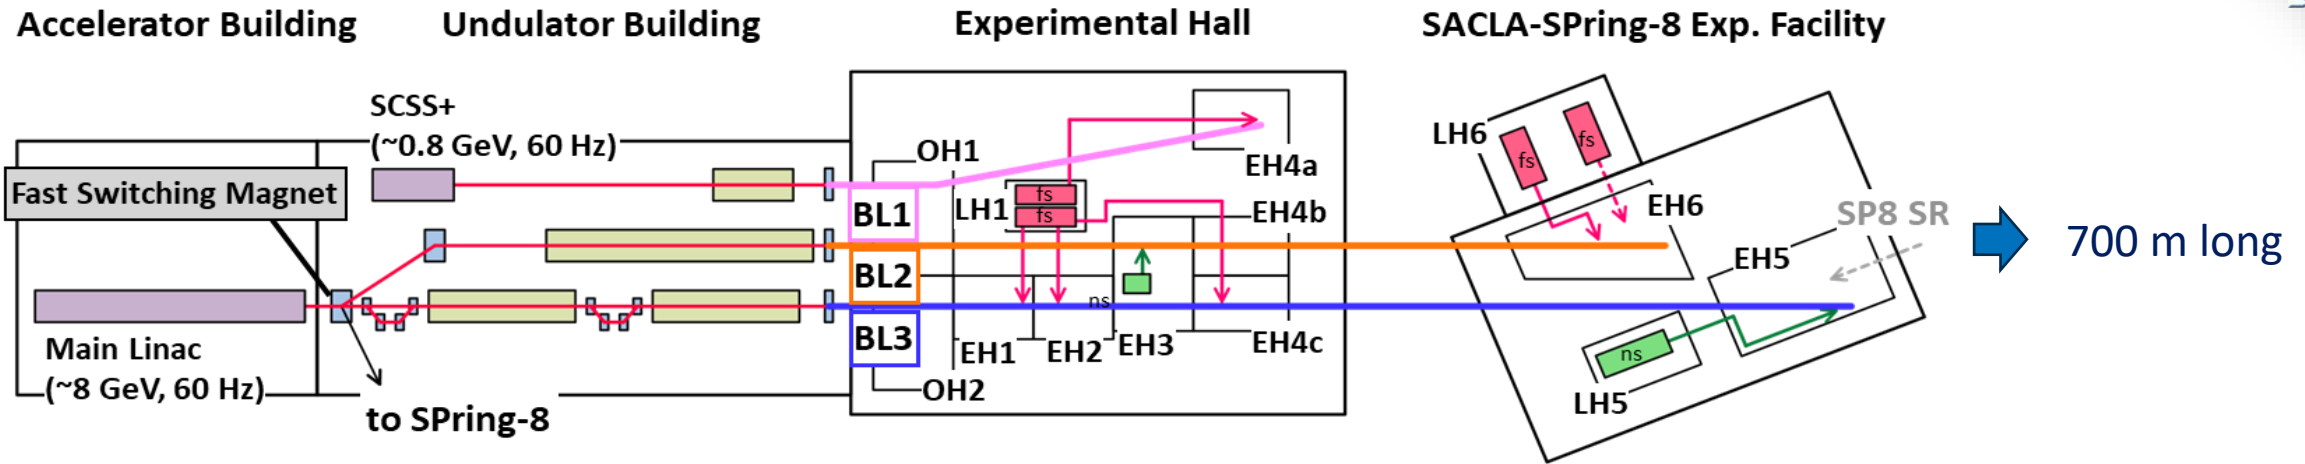 Accelerator Building
Undulator Building
Experimental Hall
SACLA-SPring-8 Exp. Facility
SCSS+
(~0.8 GeV, 60 Hz)
Fast Switching Magnet
Main Linac
(~8 GeV, 60 Hz)
to SPring-8
BL1
BL2
BL3
OH1
OH2
LH1
fs
fs
ns
EH1
EH2
EH3
EH4a
EH4b
EH4c
LH6
fs
fs
EH6
SP8 SR
EH5
ns
LH5
700 m long